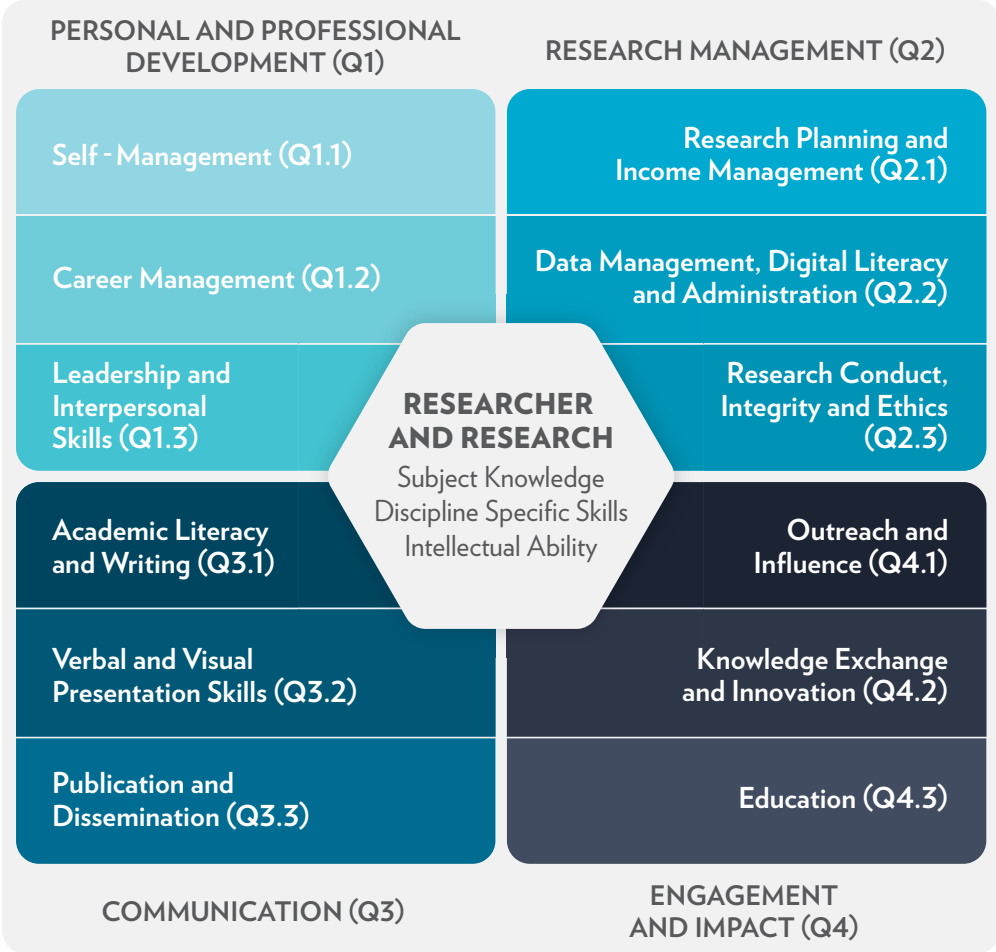 PERSONAL AND PROFESSIONAL
DEVELOPMENT (Q1)
Self - Management (Q1.1)
Career Management (Q1.2)
Leadership and
Interpersonal
Skills (Q1.3)
RESEARCH MANAGEMENT (Q2)
Research Planning and
Income Management (Q2.1)
Data Management, Digital Literacy
and Administration (Q2.2)
Research Conduct,
Integrity and Ethics
(Q2.3)
RESEARCHER
AND RESEARCH
Subject Knowledge
Discipline Specific Skills
Intellectual Ability
Academic Literacy
and Writing (Q3.1)
Verbal and Visual
Presentation Skills (Q3.2)
Publication and
Dissemination (Q3.3)
COMMUNICATION (Q3)
Outreach and
Influence (Q4.1)
Knowledge Exchange
and Innovation (Q4.2)
Education (Q4.3)
ENGAGEMENT
AND IMPACT (Q4)